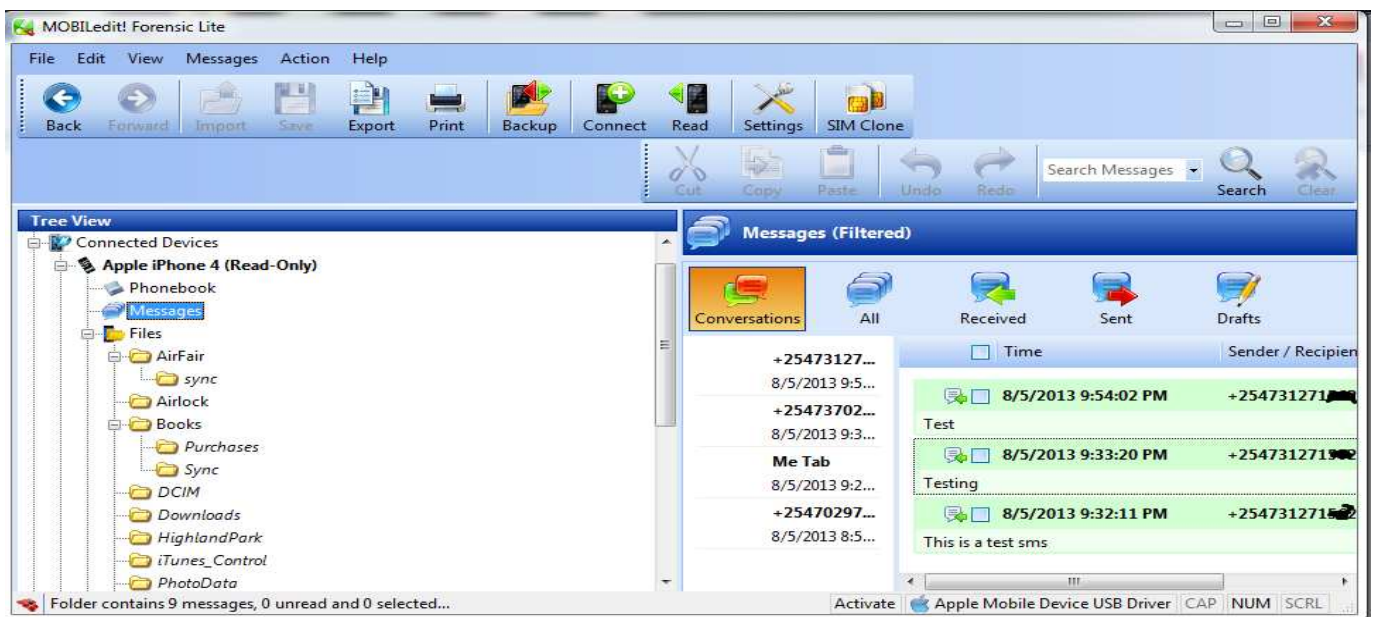 MOBILedit! Forensic Lite
File Edit View Messages Action Help
Back Forward Import Save Export Print Backup Connect Read Settings SIM Clone
Cut Copy Paste Undo Redo Search Messages Search Clear
Tree View
Connected Devices
Apple iPhone 4 (Read-Only)
Phonebook
Messages
Files
AirFair
sync
Airlock
Books
Purchases
Sync
DCIM
Downloads
HighlandPark
iTunes_Control
PhotoData
Messages (Filtered)
Conversations All Received Sent Drafts
+25473127...
8/5/2013 9:5...
+25473702...
8/5/2013 9:3...
Me Tab
8/5/2013 9:2...
+25470297...
8/5/2013 8:5...
Time Sender / Recipien
8/5/2013 9:54:02 PM
Test
8/5/2013 9:33:20 PM
Testing
8/5/2013 9:32:11 PM
This is a test sms
Folder contains 9 messages, 0 unread and 0 selected... Activate Apple Mobile Device USB Driver CAP NUM SCRL